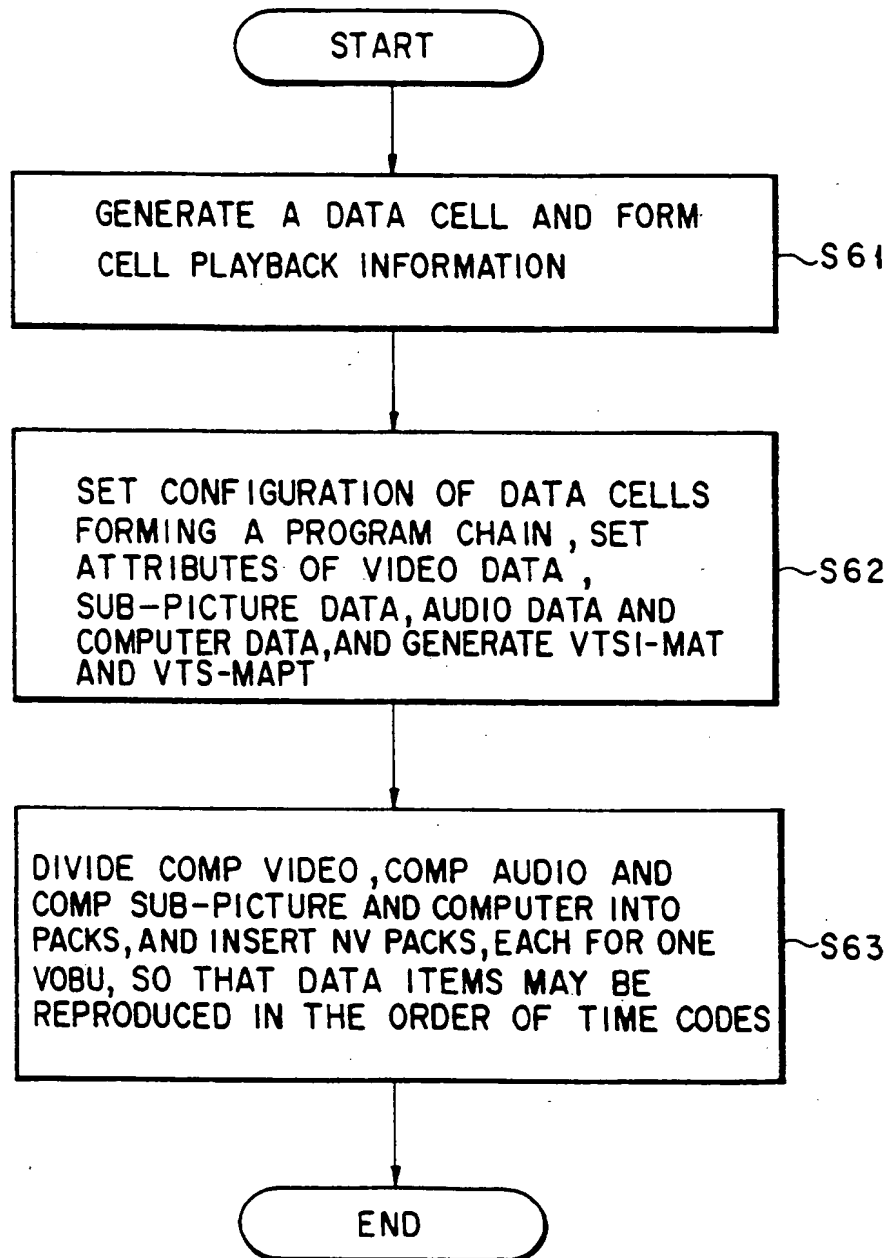 START
GENERATE A DATA CELL AND FORM
CELL PLAYBACK INFORMATION
S61
SET CONFIGURATION OF DATA CELLS
FORMING A PROGRAM CHAIN, SET
ATTRIBUTES OF VIDEO DATA,
SUB-PICTURE DATA, AUDIO DATA AND
COMPUTER DATA, AND GENERATE VTSI-MAT
AND VTS-MAPT
S62
DIVIDE COMP VIDEO, COMP AUDIO AND
COMP SUB-PICTURE AND COMPUTER INTO
PACKS, AND INSERT NV PACKS, EACH FOR ONE
VOBU, SO THAT DATA ITEMS MAY BE
REPRODUCED IN THE ORDER OF TIME CODES
S63
END